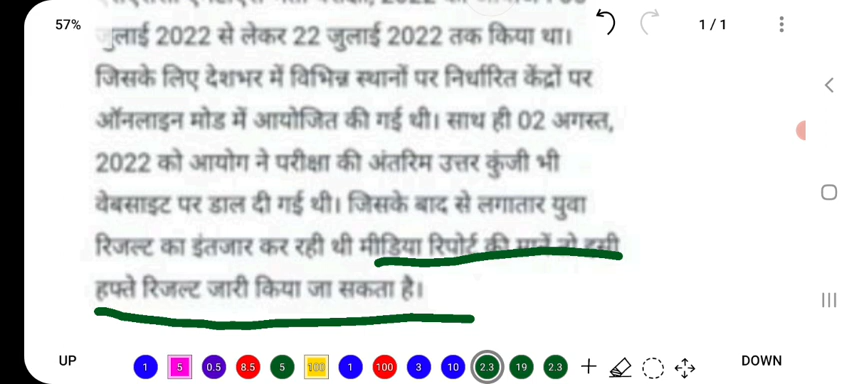 57%
1 / 1
जुलाई 2022 से लेकर 22 जुलाई 2022 तक किया था।
जिसके लिए देशभर में विभिन्न स्थानों पर निर्धारित केंद्रों पर
ऑनलाइन मोड में आयोजित की गई थी। साथ ही 02 अगस्त,
2022 को आयोग ने परीक्षा की अंतरिम उत्तर कुंजी भी
वेबसाइट पर डाल दी गई थी। जिसके बाद से लगातार युवा
रिजल्ट का इंतजार कर रही थी मीडिया रिपोर्ट की मानें तो इसी
हफ्ते रिजल्ट जारी किया जा सकता है।
UP 1 5 0.5 8.5 5 100 1 100 3 10 2.3 19 2.3 DOWN